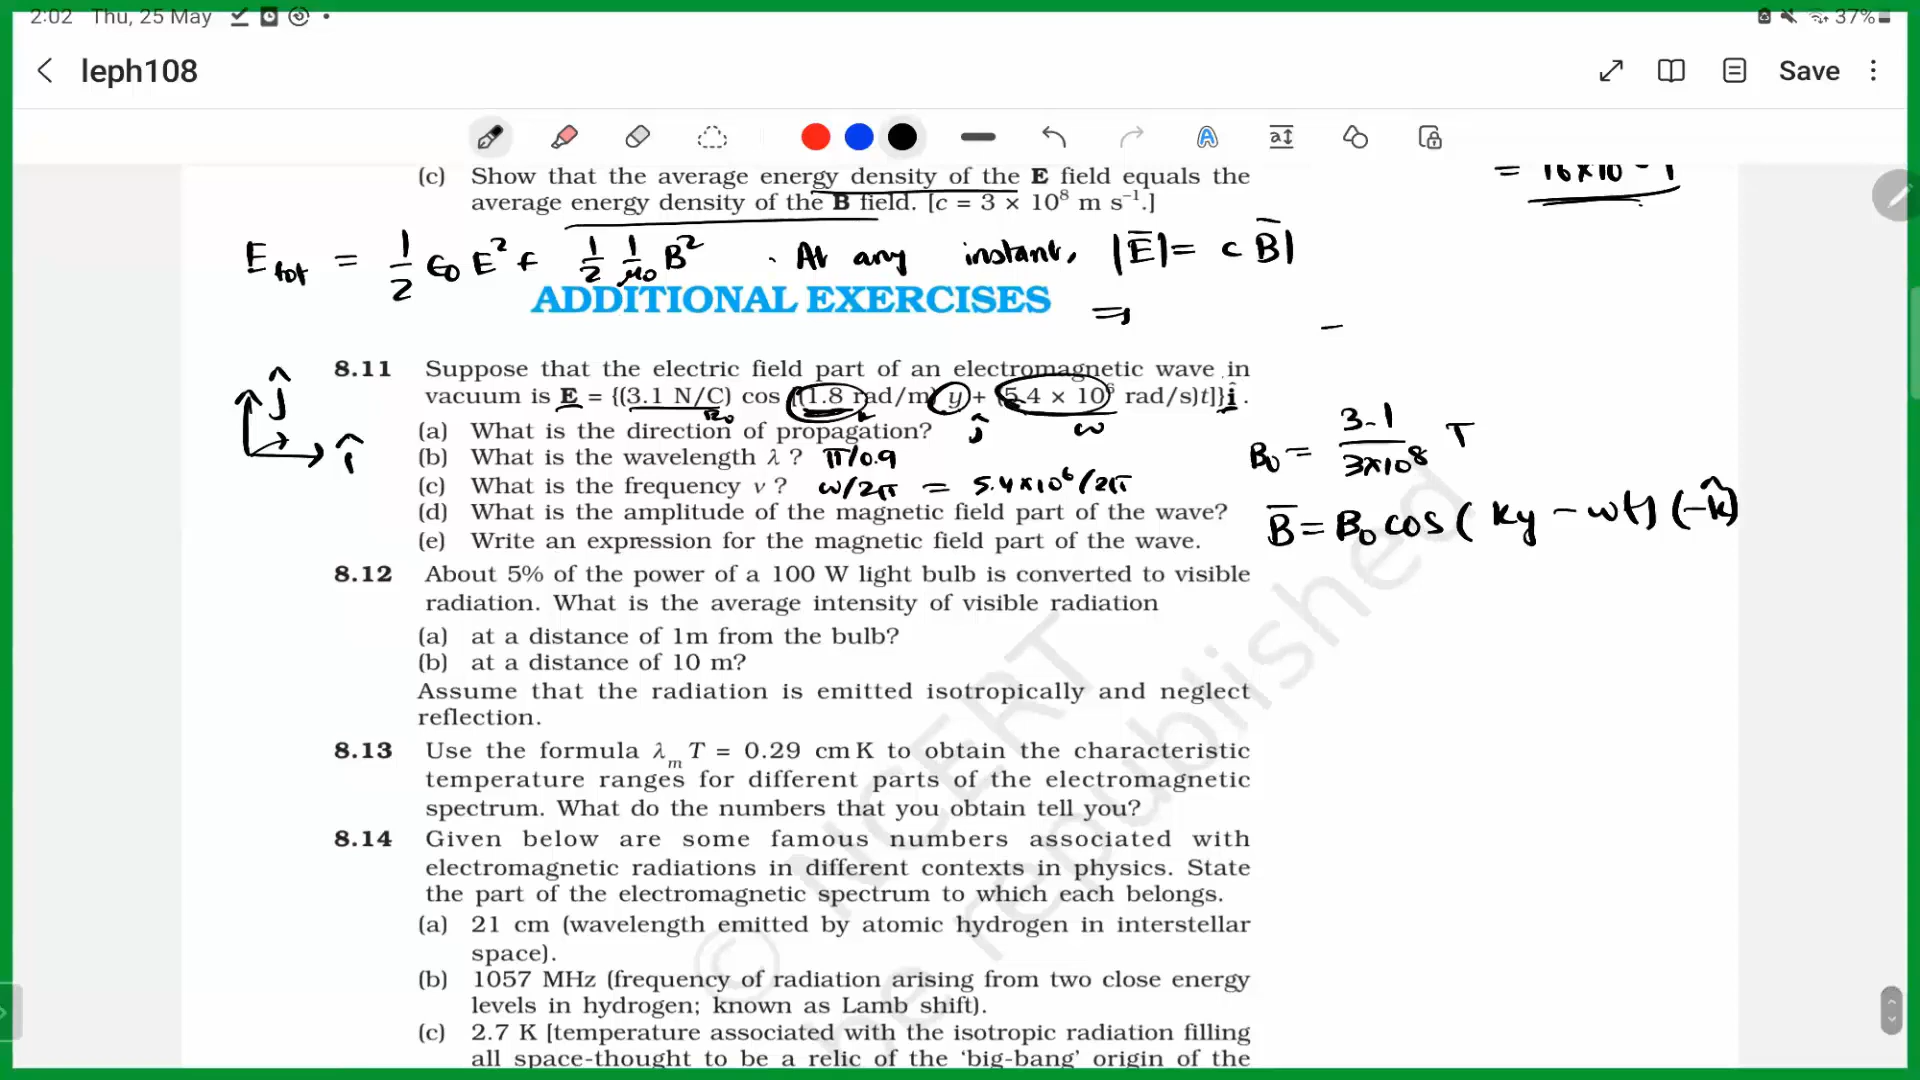 2:02 Thu, 25 May 37%
leph108
Save
(c) Show that the average energy density of the E field equals the
average energy density of the B field. [c = 3 × 10⁸ m s⁻¹.]
= 16×10
E tot = 1/2 ε₀ E² + 1/2 1/μ₀ B² . At any instant, |E| = c B|
ADDITIONAL EXERCISES
⇒
8.11 Suppose that the electric field part of an electromagnetic wave in
vacuum is E = {(3.1 N/C) cos [(1.8 rad/m) y + (5.4 × 10⁶ rad/s)t]}î.
ĵ
î
(a) What is the direction of propagation? ĵ ω
(b) What is the wavelength λ ? π/0.9
(c) What is the frequency ν ? ω/2π = 5.4×10⁶/2π
(d) What is the amplitude of the magnetic field part of the wave?
(e) Write an expression for the magnetic field part of the wave.
B₀ = 3.1/3×10⁸ T
B = B₀ cos ( ky - ωt) (-k̂)
8.12 About 5% of the power of a 100 W light bulb is converted to visible
radiation. What is the average intensity of visible radiation
(a) at a distance of 1m from the bulb?
(b) at a distance of 10 m?
Assume that the radiation is emitted isotropically and neglect
reflection.
8.13 Use the formula λm T = 0.29 cm K to obtain the characteristic
temperature ranges for different parts of the electromagnetic
spectrum. What do the numbers that you obtain tell you?
8.14 Given below are some famous numbers associated with
electromagnetic radiations in different contexts in physics. State
the part of the electromagnetic spectrum to which each belongs.
(a) 21 cm (wavelength emitted by atomic hydrogen in interstellar
space).
(b) 1057 MHz (frequency of radiation arising from two close energy
levels in hydrogen; known as Lamb shift).
(c) 2.7 K [temperature associated with the isotropic radiation filling
all space-thought to be a relic of the 'big-bang' origin of the
© NCERT
be republished